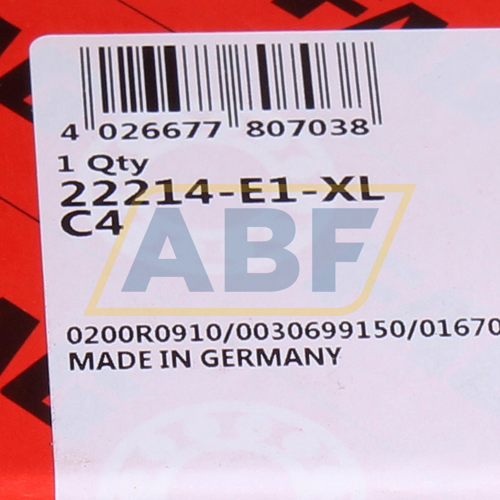 4 026677 807038
1 Qty
22214-E1-XL
C4
ABF
0200R0910/0030699150/01670
MADE IN GERMANY